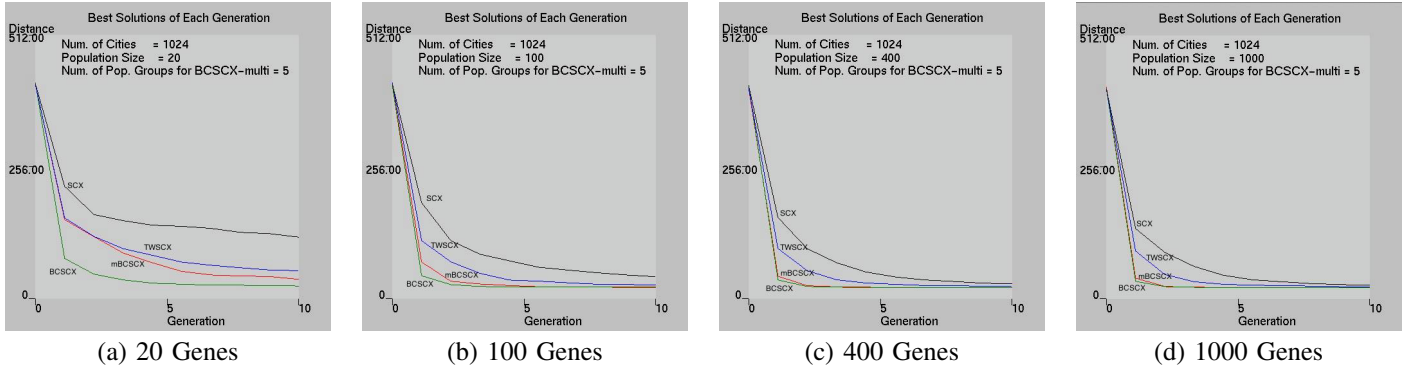 Best Solutions of Each Generation
Distance
512.00
Num. of Cities = 1024
Population Size = 20
Num. of Pop. Groups for BCSCX-multi = 5
256.00
SCX
TWSCX
mBCSCX
BCSCX
0
0 5 10
Generation
(a) 20 Genes
Best Solutions of Each Generation
Distance
512.00
Num. of Cities = 1024
Population Size = 100
Num. of Pop. Groups for BCSCX-multi = 5
256.00
SCX
TWSCX
mBCSCX
BCSCX
0
0 5 10
Generation
(b) 100 Genes
Best Solutions of Each Generation
Distance
512.00
Num. of Cities = 1024
Population Size = 400
Num. of Pop. Groups for BCSCX-multi = 5
256.00
SCX
TWSCX
mBCSCX
BCSCX
0
0 5 10
Generation
(c) 400 Genes
Best Solutions of Each Generation
Distance
512.00
Num. of Cities = 1024
Population Size = 1000
Num. of Pop. Groups for BCSCX-multi = 5
256.00
SCX
TWSCX
mBCSCX
BCSCX
0
0 5 10
Generation
(d) 1000 Genes